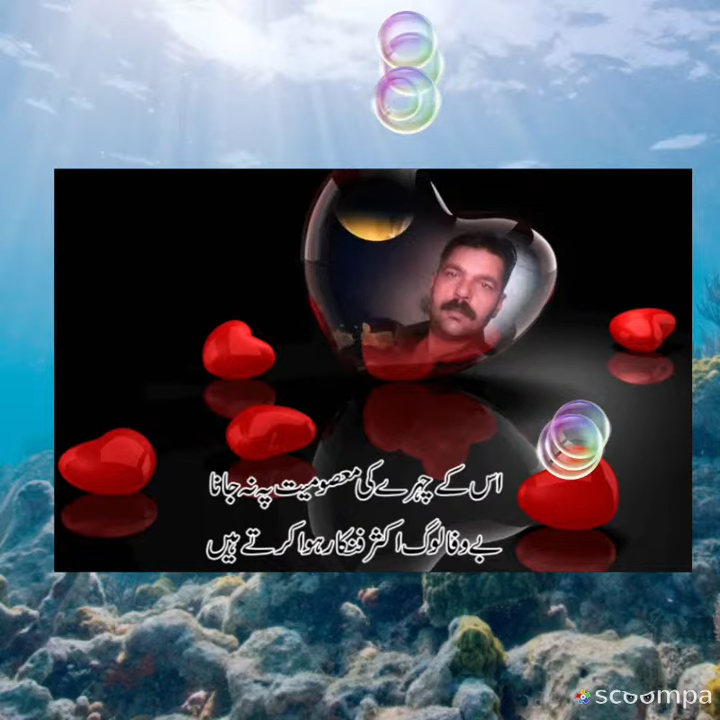 اس کے چہرے کی معصومیت پہ نہ جانا
بے وفا لوگ اکثر فنکار ہوا کرتے ہیں
scoompa